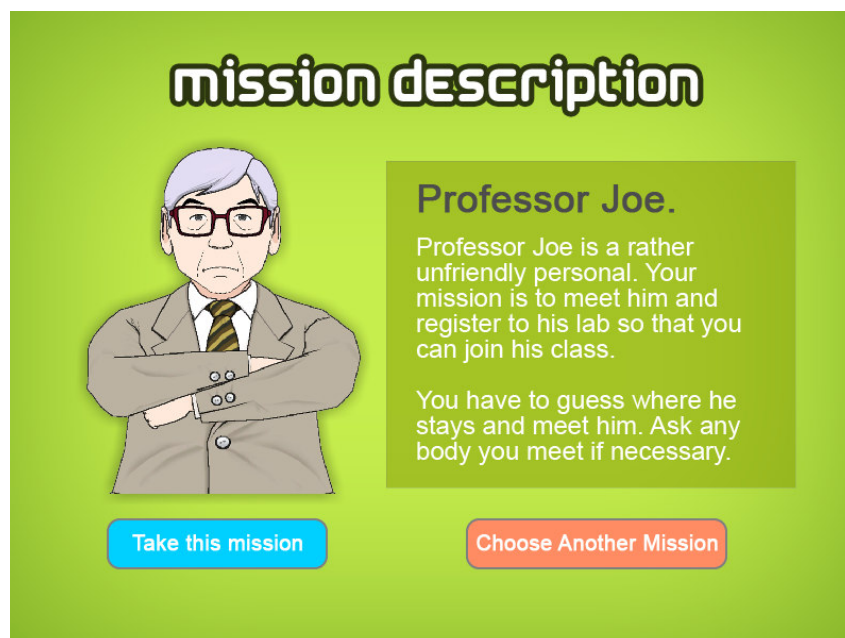 mission description
Professor Joe.
Professor Joe is a rather
unfriendly personal. Your
mission is to meet him and
register to his lab so that you
can join his class.
You have to guess where he
stays and meet him. Ask any
body you meet if necessary.
Take this mission
Choose Another Mission